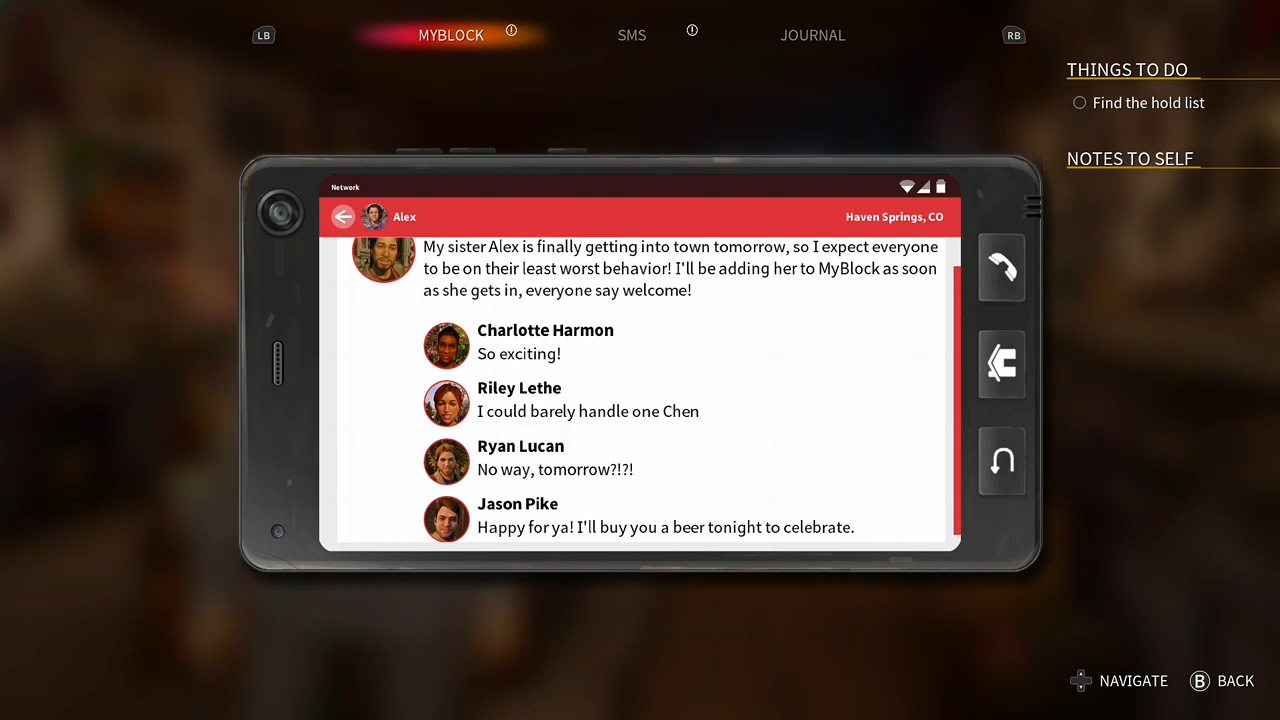 LB
MYBLOCK
SMS
JOURNAL
RB
THINGS TO DO
Find the hold list
NOTES TO SELF
Network
Alex
Haven Springs, CO
My sister Alex is finally getting into town tomorrow, so I expect everyone
to be on their least worst behavior! I'll be adding her to MyBlock as soon
as she gets in, everyone say welcome!
Charlotte Harmon
So exciting!
Riley Lethe
I could barely handle one Chen
Ryan Lucan
No way, tomorrow?!?!
Jason Pike
Happy for ya! I'll buy you a beer tonight to celebrate.
NAVIGATE
B BACK